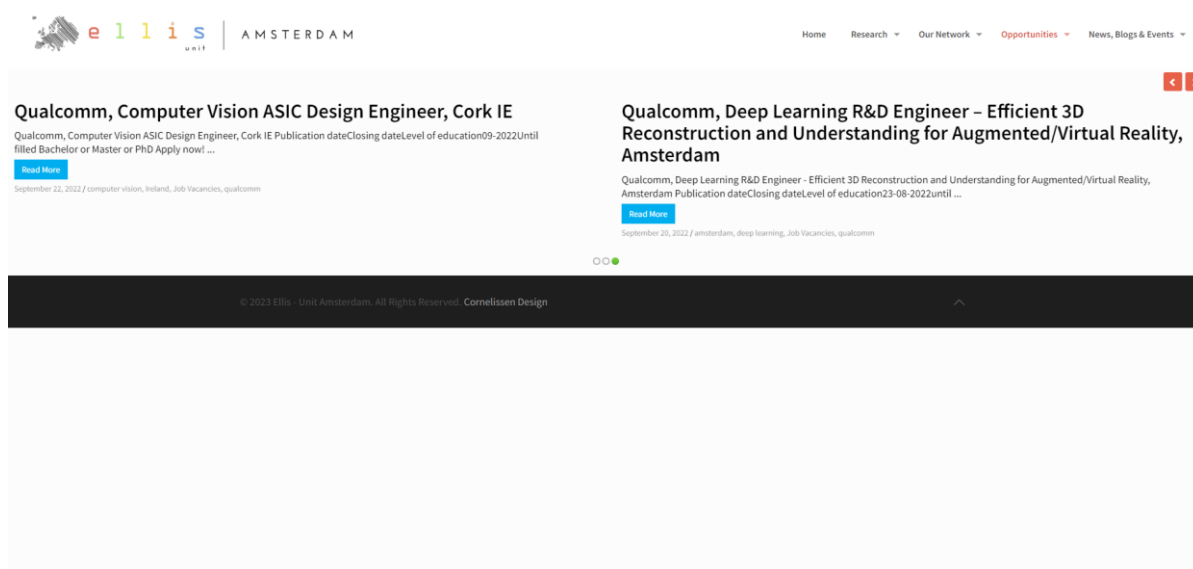 ellis
unit
AMSTERDAM
Home Research Our Network Opportunities News, Blogs & Events
Qualcomm, Computer Vision ASIC Design Engineer, Cork IE
Qualcomm, Computer Vision ASIC Design Engineer, Cork IE Publication dateClosing dateLevel of education09-2022Until
filled Bachelor or Master or PhD Apply now! ...
Read More
September 22, 2022 / computer vision, Ireland, Job Vacancies, qualcomm
Qualcomm, Deep Learning R&D Engineer – Efficient 3D
Reconstruction and Understanding for Augmented/Virtual Reality,
Amsterdam
Qualcomm, Deep Learning R&D Engineer - Efficient 3D Reconstruction and Understanding for Augmented/Virtual Reality,
Amsterdam Publication dateClosing dateLevel of education23-08-2022until ...
Read More
September 20, 2022 / amsterdam, deep learning, Job Vacancies, qualcomm
© 2023 Ellis - Unit Amsterdam. All Rights Reserved. Cornelissen Design